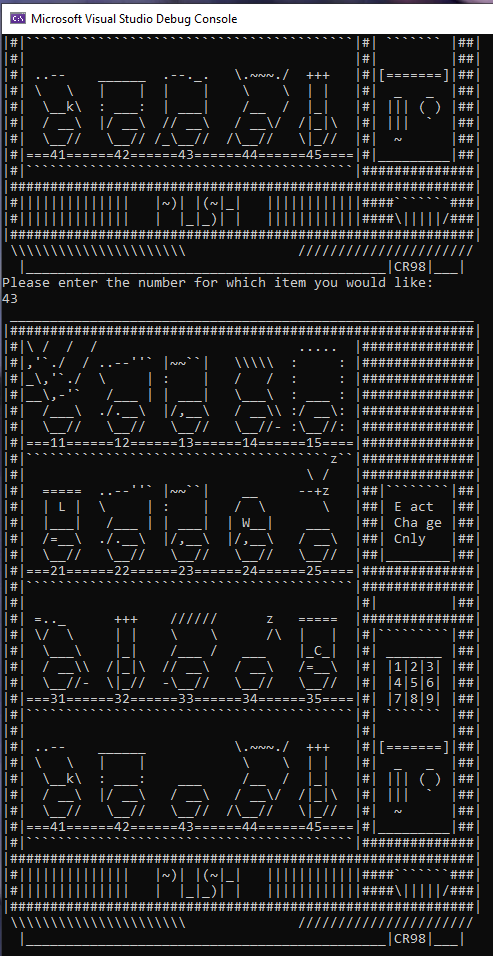 Microsoft Visual Studio Debug Console
k
===41======42======43======44======45====
CR98
Please enter the number for which item you would like:
43
===11======12======13======14======15====
L E act
W Cha ge
Cnly
===21======22======23======24======25====
C
|1|2|3|
|4|5|6|
===31======32======33======34======35==== |7|8|9|
k
===41======42======43======44======45====
CR98